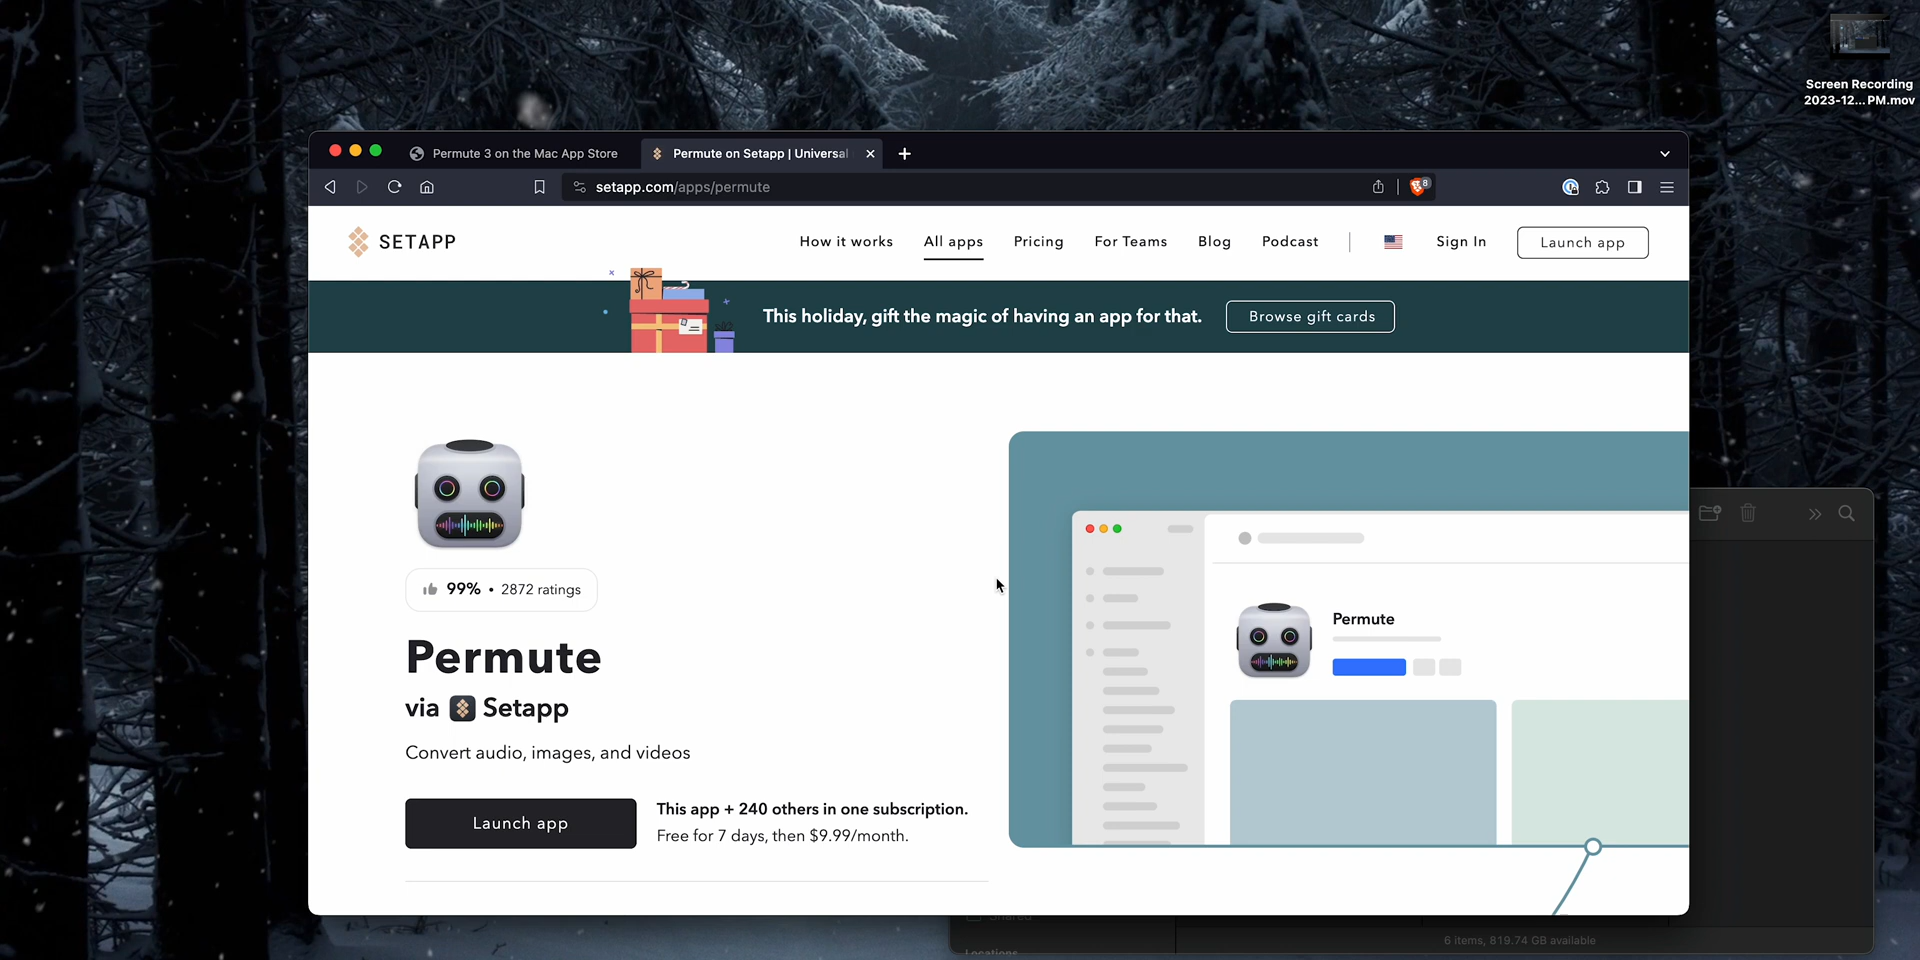 Screen Recording
2023-12...PM.mov
Permute 3 on the Mac App Store
Permute on Setapp | Universal
setapp.com/apps/permute
8
SETAPP
How it works
All apps
Pricing
For Teams
Blog
Podcast
Sign In
Launch app
This holiday, gift the magic of having an app for that.
Browse gift cards
99% • 2872 ratings
Permute
via Setapp
Convert audio, images, and videos
Launch app
This app + 240 others in one subscription.
Free for 7 days, then $9.99/month.
Permute
Shared
Locations
6 items, 819.74 GB available